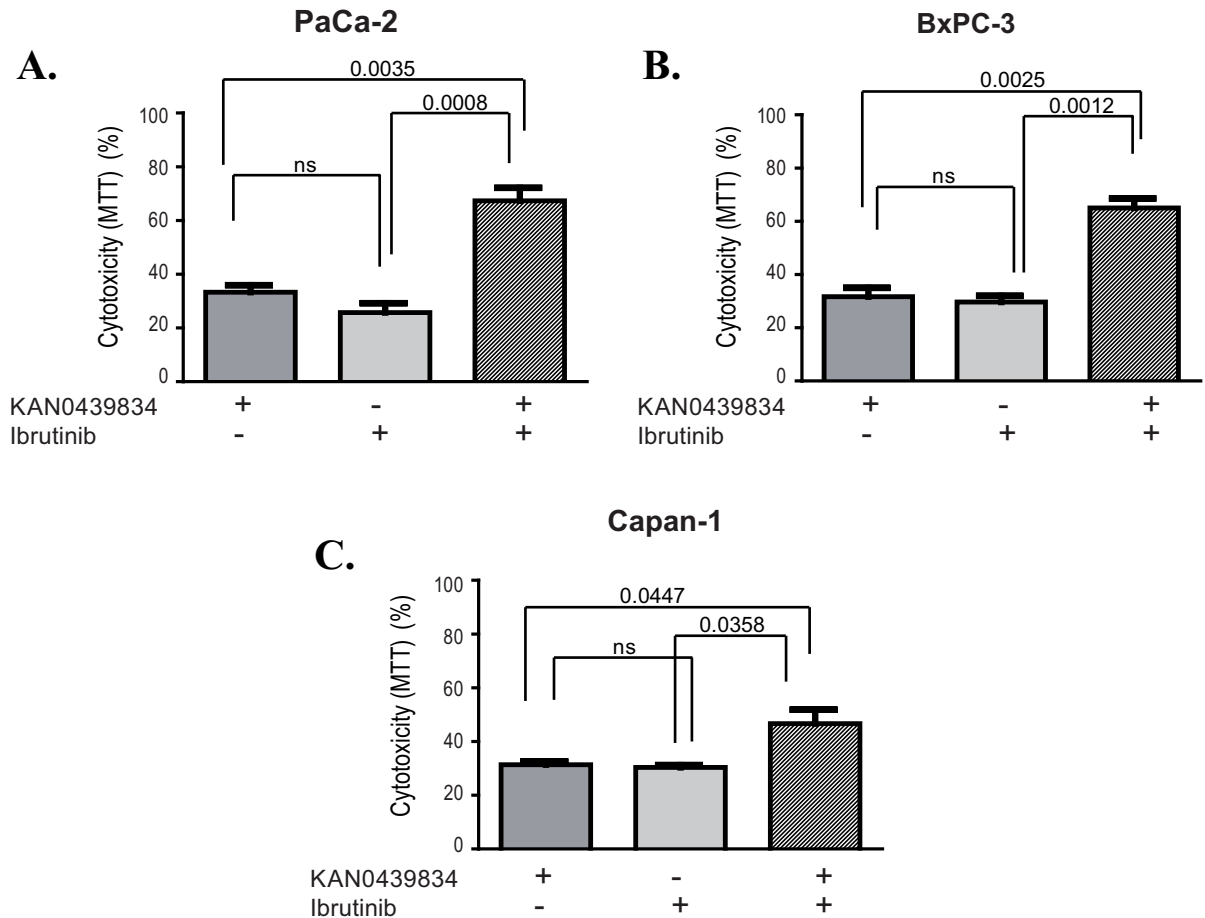 PaCa-2
A.
0.0035
0.0008
ns
Cytotoxicity (MTT) (%)
100
80
60
40
20
0
KAN0439834 + - +
Ibrutinib - + +
BxPC-3
B.
0.0025
0.0012
ns
Cytotoxicity (MTT) (%)
100
80
60
40
20
0
KAN0439834 + - +
Ibrutinib - + +
Capan-1
C.
0.0447
0.0358
ns
Cytotoxicity (MTT) (%)
100
80
60
40
20
0
KAN0439834 + - +
Ibrutinib - + +